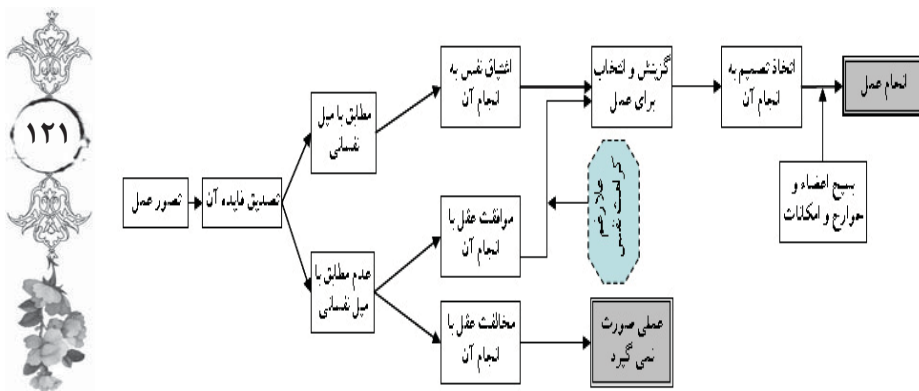 ۱۲۱
تصور عمل
تصدیق فایده آن
مطابق با میل
نفسانی
عدم مطابق با
میل نفسانی
اشتیاق نفس به
انجام آن
موافقت عقل با
انجام آن
مخالفت عقل با
انجام آن
گزینش و انتخاب
برای عمل
علارغم
کراهت نفس
عملی صورت
نمی گیرد
اتخاذ تصمیم به
انجام آن
بسیج اعضاء و
جوارح و امکانات
انجام عمل